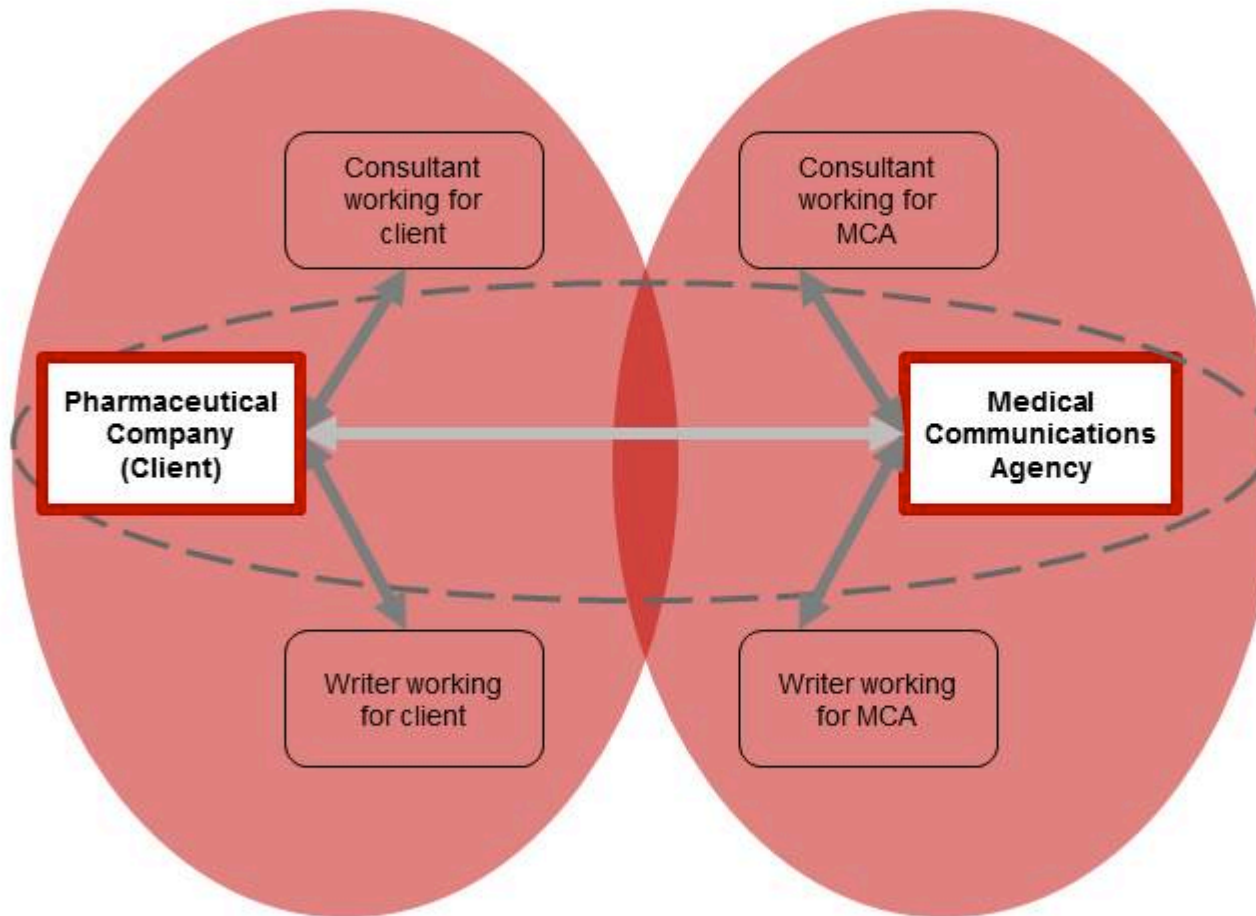 Consultant
working for
client
Consultant
working for
MCA
Pharmaceutical
Company
(Client)
Medical
Communications
Agency
Writer working
for client
Writer working
for MCA